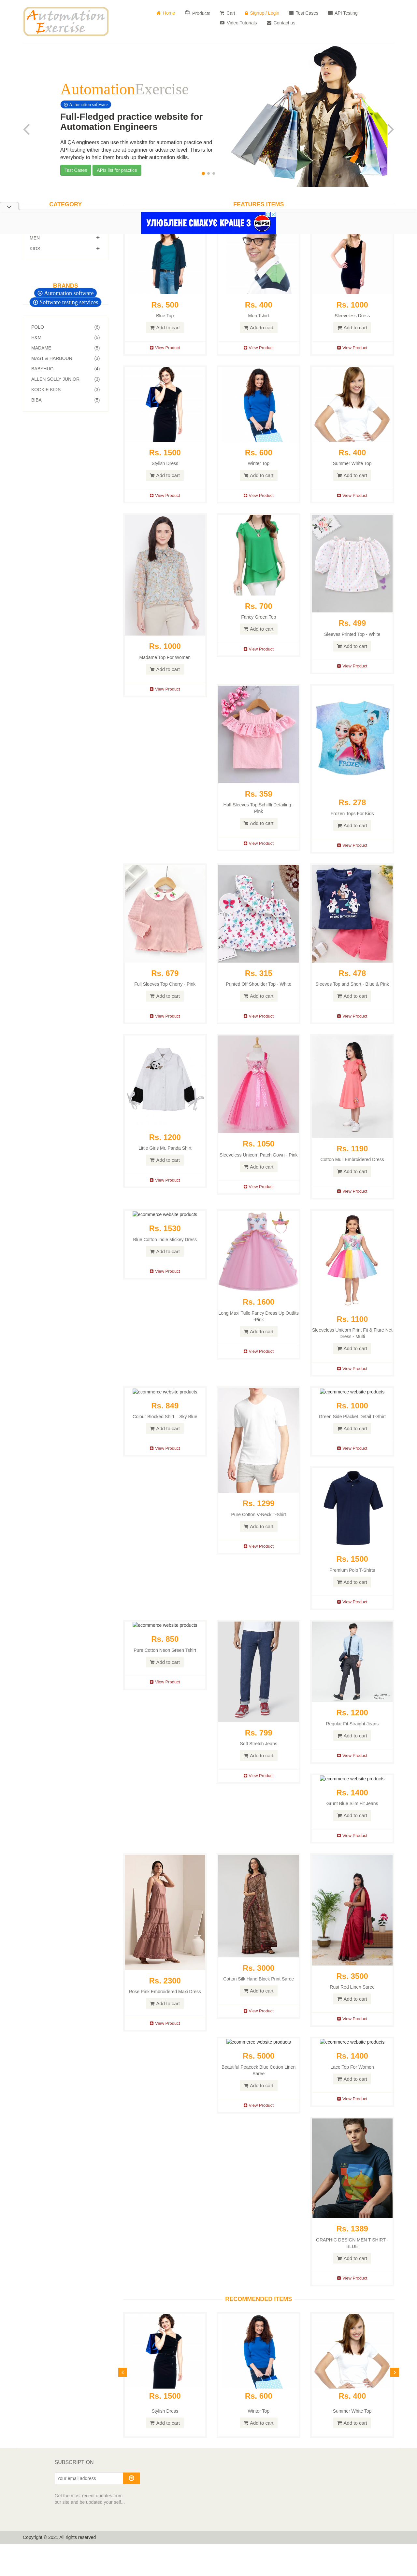 Automation
Exercise
Home
Products
Cart
Signup / Login
Test Cases
API Testing
Video Tutorials
Contact us
AutomationExercise
Automation software
Full-Fledged practice website for
Automation Engineers
All QA engineers can use this website for automation practice and
API testing either they are at beginner or advance level. This is for
everybody to help them brush up their automation skills.
Test Cases
APIs list for practice
CATEGORY
MEN
KIDS
BRANDS
Automation software
Software testing services
POLO (6)
H&M (5)
MADAME (5)
MAST & HARBOUR (3)
BABYHUG (4)
ALLEN SOLLY JUNIOR (3)
KOOKIE KIDS (3)
BIBA (5)
FEATURES ITEMS
УЛЮБЛЕНЕ СМАКУЄ КРАЩЕ З
PEPSI
Rs. 500
Blue Top
Add to cart
View Product
Rs. 400
Men Tshirt
Add to cart
View Product
Rs. 1000
Sleeveless Dress
Add to cart
View Product
Rs. 1500
Stylish Dress
Add to cart
View Product
Rs. 600
Winter Top
Add to cart
View Product
Rs. 400
Summer White Top
Add to cart
View Product
Rs. 1000
Madame Top For Women
Add to cart
View Product
Rs. 700
Fancy Green Top
Add to cart
View Product
Rs. 499
Sleeves Printed Top - White
Add to cart
View Product
Rs. 359
Half Sleeves Top Schiffli Detailing -
Pink
Add to cart
View Product
FROZEN
Rs. 278
Frozen Tops For Kids
Add to cart
View Product
Rs. 679
Full Sleeves Top Cherry - Pink
Add to cart
View Product
Rs. 315
Printed Off Shoulder Top - White
Add to cart
View Product
Rs. 478
Sleeves Top and Short - Blue & Pink
Add to cart
View Product
Rs. 1200
Little Girls Mr. Panda Shirt
Add to cart
View Product
Rs. 1050
Sleeveless Unicorn Patch Gown - Pink
Add to cart
View Product
Rs. 1190
Cotton Mull Embroidered Dress
Add to cart
View Product
ecommerce website products
Rs. 1530
Blue Cotton Indie Mickey Dress
Add to cart
View Product
Rs. 1600
Long Maxi Tulle Fancy Dress Up Outfits
-Pink
Add to cart
View Product
Rs. 1100
Sleeveless Unicorn Print Fit & Flare Net
Dress - Multi
Add to cart
View Product
ecommerce website products
Rs. 849
Colour Blocked Shirt – Sky Blue
Add to cart
View Product
Rs. 1299
Pure Cotton V-Neck T-Shirt
Add to cart
View Product
ecommerce website products
Rs. 1000
Green Side Placket Detail T-Shirt
Add to cart
View Product
Rs. 1500
Premium Polo T-Shirts
Add to cart
View Product
ecommerce website products
Rs. 850
Pure Cotton Neon Green Tshirt
Add to cart
View Product
Rs. 799
Soft Stretch Jeans
Add to cart
View Product
Rs. 1200
Regular Fit Straight Jeans
Add to cart
View Product
ecommerce website products
Rs. 1400
Grunt Blue Slim Fit Jeans
Add to cart
View Product
Rs. 2300
Rose Pink Embroidered Maxi Dress
Add to cart
View Product
Rs. 3000
Cotton Silk Hand Block Print Saree
Add to cart
View Product
Rs. 3500
Rust Red Linen Saree
Add to cart
View Product
ecommerce website products
Rs. 5000
Beautiful Peacock Blue Cotton Linen
Saree
Add to cart
View Product
ecommerce website products
Rs. 1400
Lace Top For Women
Add to cart
View Product
Rs. 1389
GRAPHIC DESIGN MEN T SHIRT -
BLUE
Add to cart
View Product
RECOMMENDED ITEMS
Rs. 1500
Stylish Dress
Add to cart
Rs. 600
Winter Top
Add to cart
Rs. 400
Summer White Top
Add to cart
SUBSCRIPTION
Your email address
Get the most recent updates from
our site and be updated your self...
Copyright © 2021 All rights reserved